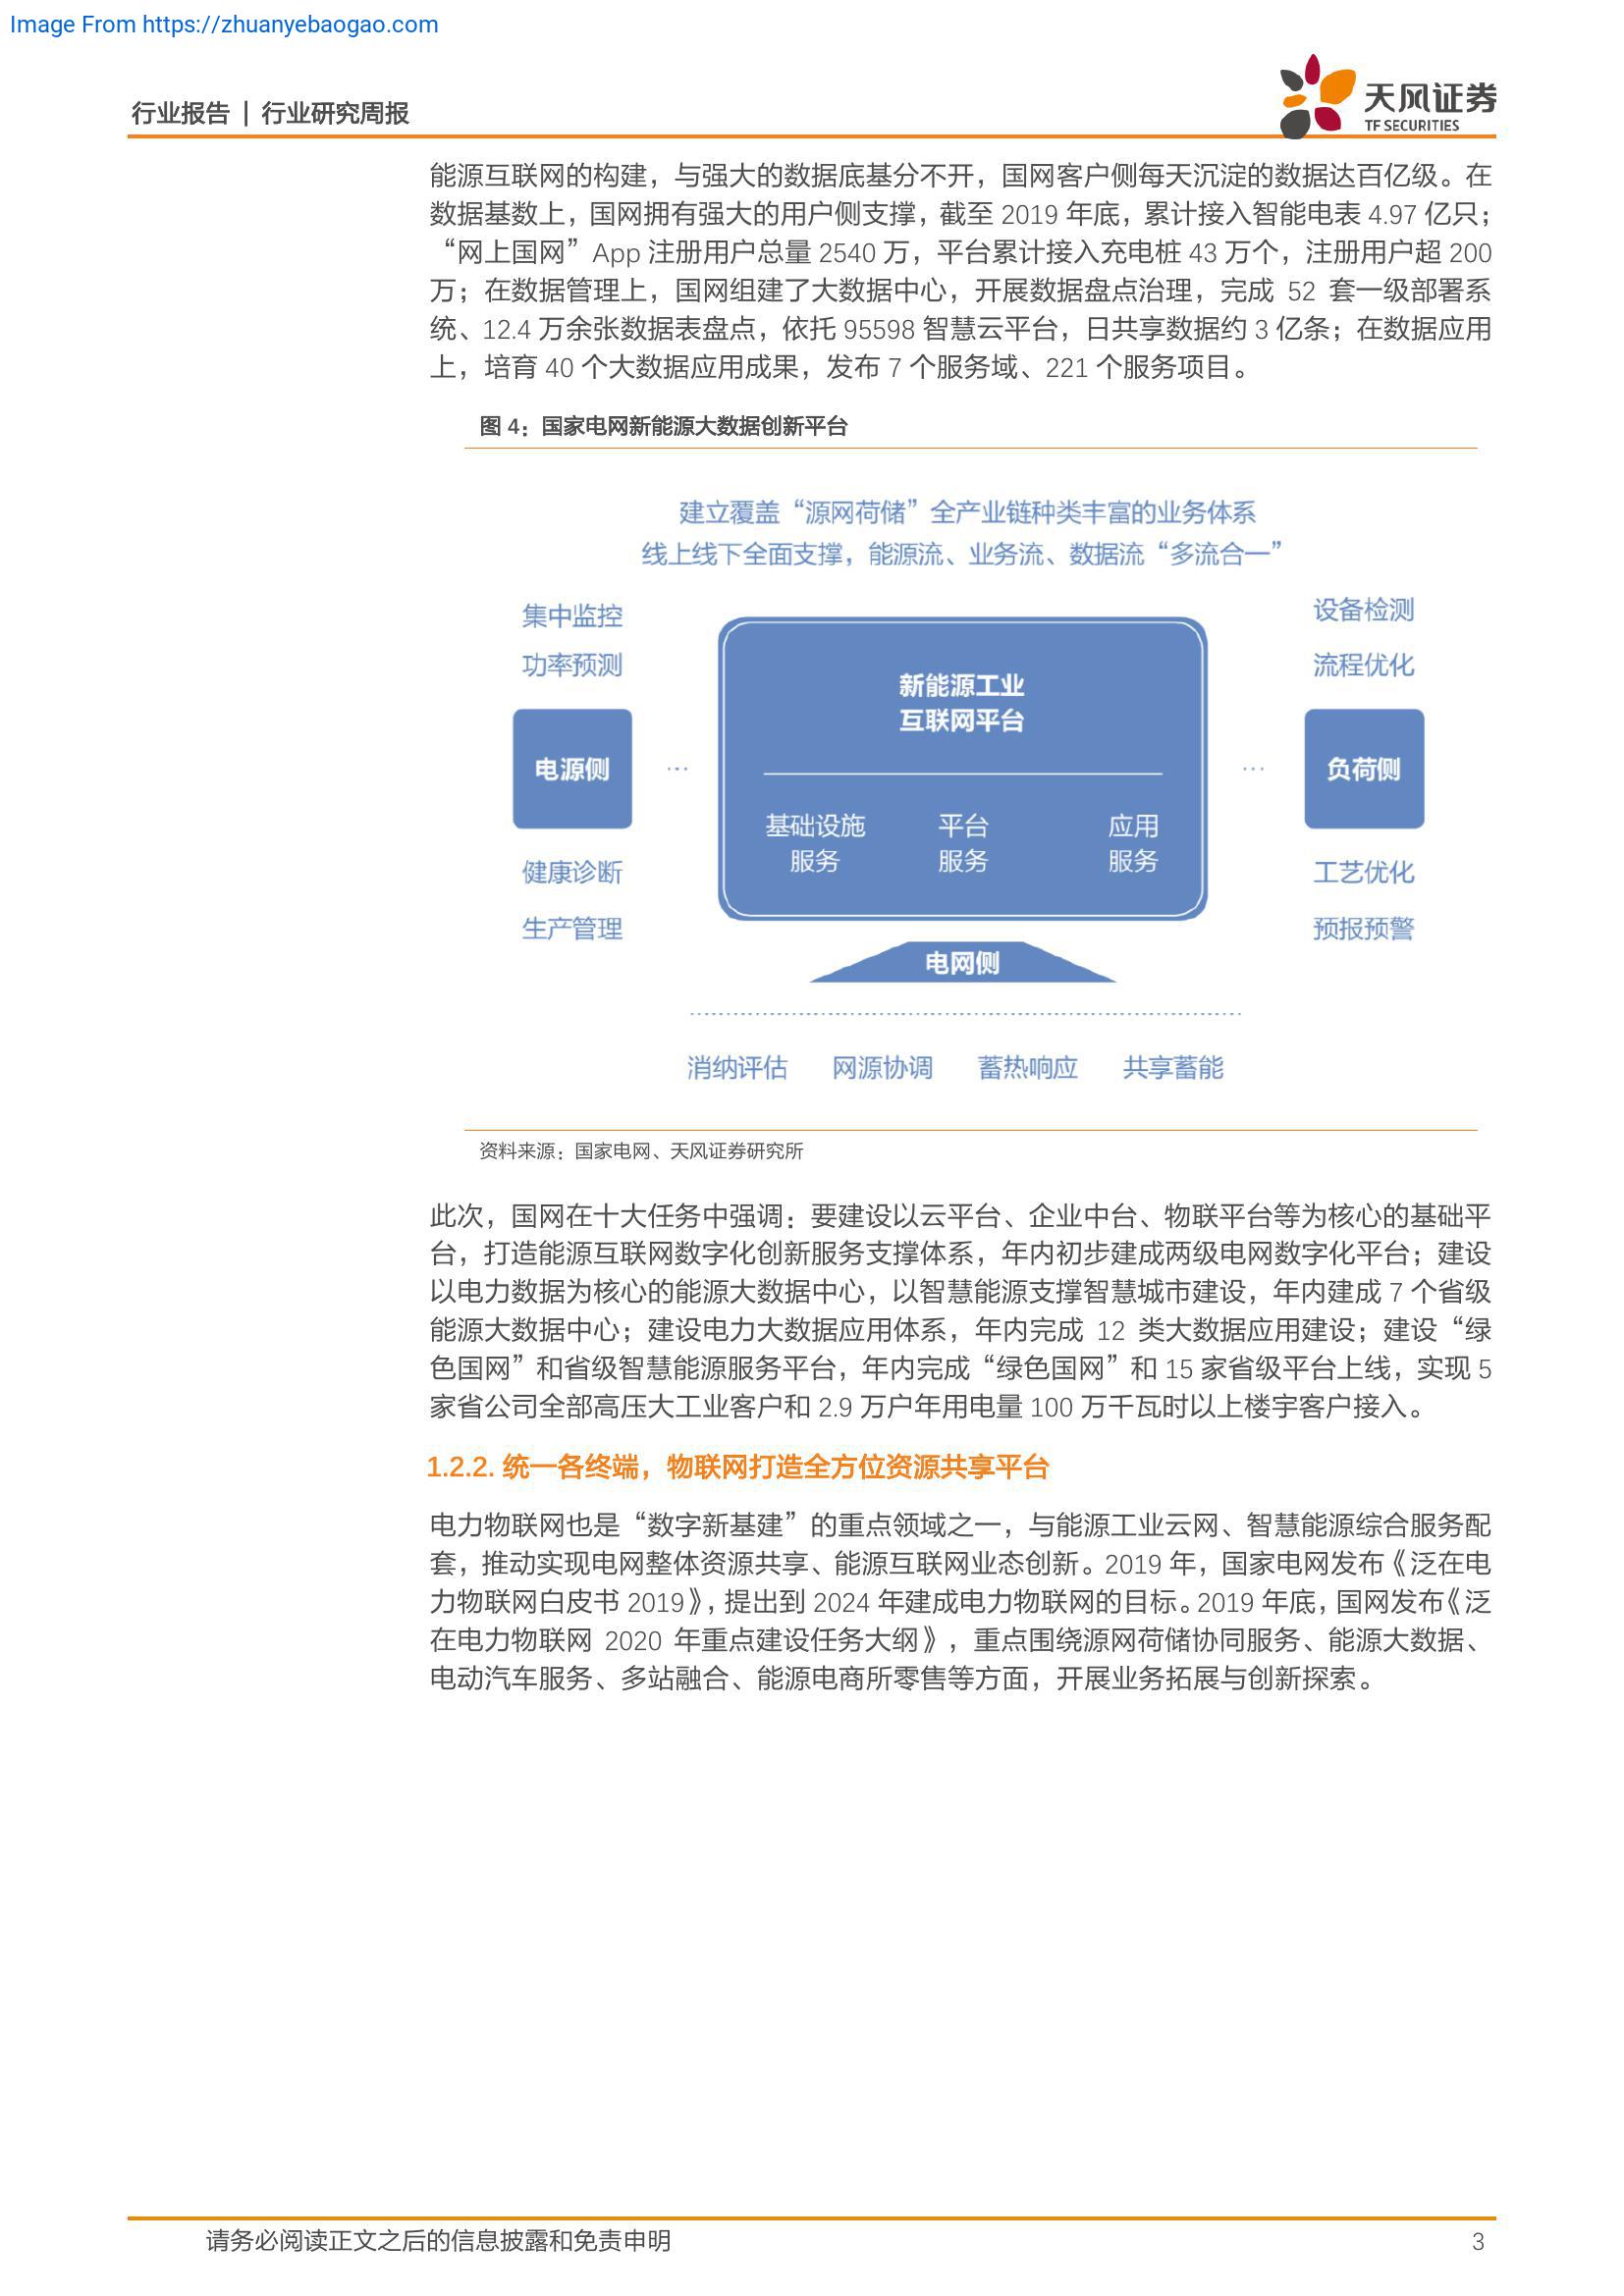 Image From https://zhuanyebaogao.com
行业报告 | 行业研究周报
天风证券
TF SECURITIES
能源互联网的构建，与强大的数据底基分不开，国网客户侧每天沉淀的数据达百亿级。在
数据基数上，国网拥有强大的用户侧支撑，截至 2019 年底，累计接入智能电表 4.97 亿只；
“网上国网”App 注册用户总量 2540 万，平台累计接入充电桩 43 万个，注册用户超 200
万；在数据管理上，国网组建了大数据中心，开展数据盘点治理，完成 52 套一级部署系
统、12.4 万余张数据表盘点，依托 95598 智慧云平台，日共享数据约 3 亿条；在数据应用
上，培育 40 个大数据应用成果，发布 7 个服务域、221 个服务项目。
图 4：国家电网新能源大数据创新平台
建立覆盖“源网荷储”全产业链种类丰富的业务体系
线上线下全面支撑，能源流、业务流、数据流“多流合一”
集中监控
功率预测
电源侧
健康诊断
生产管理
…
新能源工业
互联网平台
基础设施
服务
平台
服务
应用
服务
…
设备检测
流程优化
负荷侧
工艺优化
预报预警
电网侧
消纳评估 网源协调 蓄热响应 共享蓄能
资料来源：国家电网、天风证券研究所
此次，国网在十大任务中强调：要建设以云平台、企业中台、物联平台等为核心的基础平
台，打造能源互联网数字化创新服务支撑体系，年内初步建成两级电网数字化平台；建设
以电力数据为核心的能源大数据中心，以智慧能源支撑智慧城市建设，年内建成 7 个省级
能源大数据中心；建设电力大数据应用体系，年内完成 12 类大数据应用建设；建设“绿
色国网”和省级智慧能源服务平台，年内完成“绿色国网”和 15 家省级平台上线，实现 5
家省公司全部高压大工业客户和 2.9 万户年用电量 100 万千瓦时以上楼宇客户接入。
1.2.2. 统一各终端，物联网打造全方位资源共享平台
电力物联网也是“数字新基建”的重点领域之一，与能源工业云网、智慧能源综合服务配
套，推动实现电网整体资源共享、能源互联网业态创新。2019 年，国家电网发布《泛在电
力物联网白皮书 2019》，提出到 2024 年建成电力物联网的目标。2019 年底，国网发布《泛
在电力物联网 2020 年重点建设任务大纲》，重点围绕源网荷储协同服务、能源大数据、
电动汽车服务、多站融合、能源电商所零售等方面，开展业务拓展与创新探索。
请务必阅读正文之后的信息披露和免责申明
3